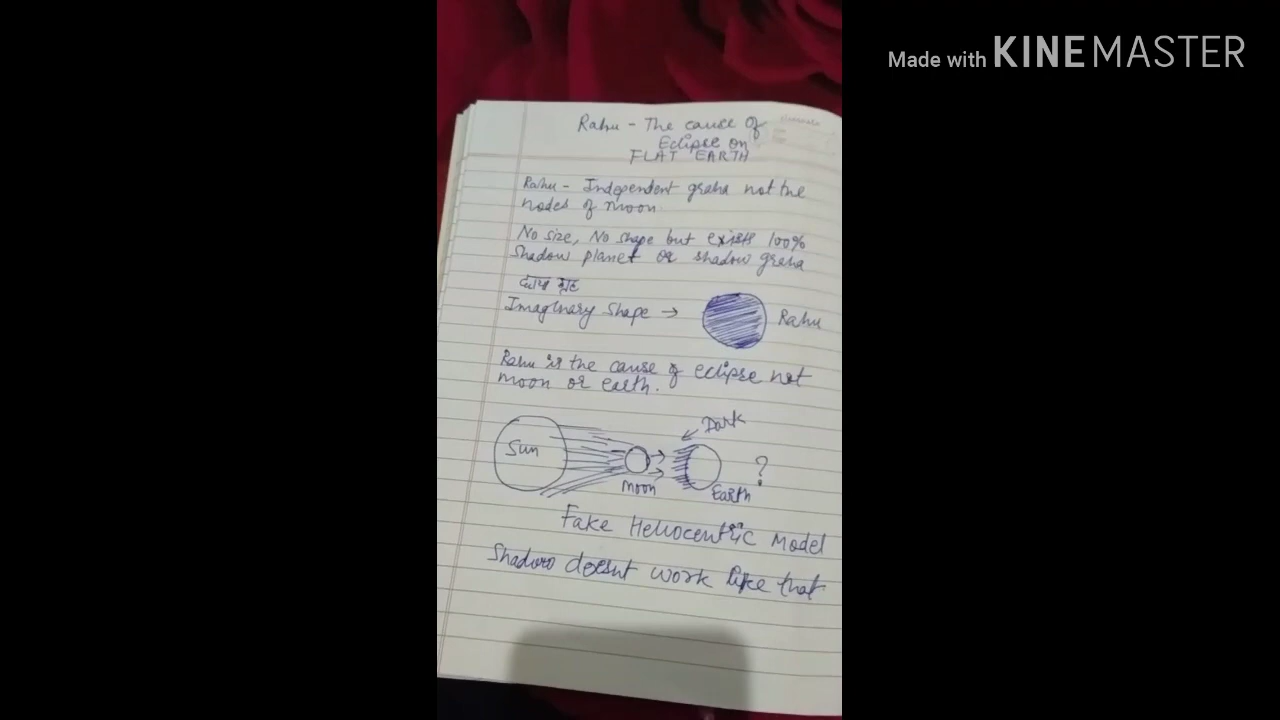 Made with KINEMASTER
Rahu - The cause of
Eclipse on
FLAT EARTH
Rahu - Independent graha not the
nodes of moon
No size, No shape but exists 100%
Shadow planet or shadow graha
छाया ग्रह
Imaginary Shape →
Rahu
Rahu is the cause of eclipse not
moon or earth.
Dark
Sun
Moon
Earth
?
Fake Heliocentric Model
Shadow doesnt work like that